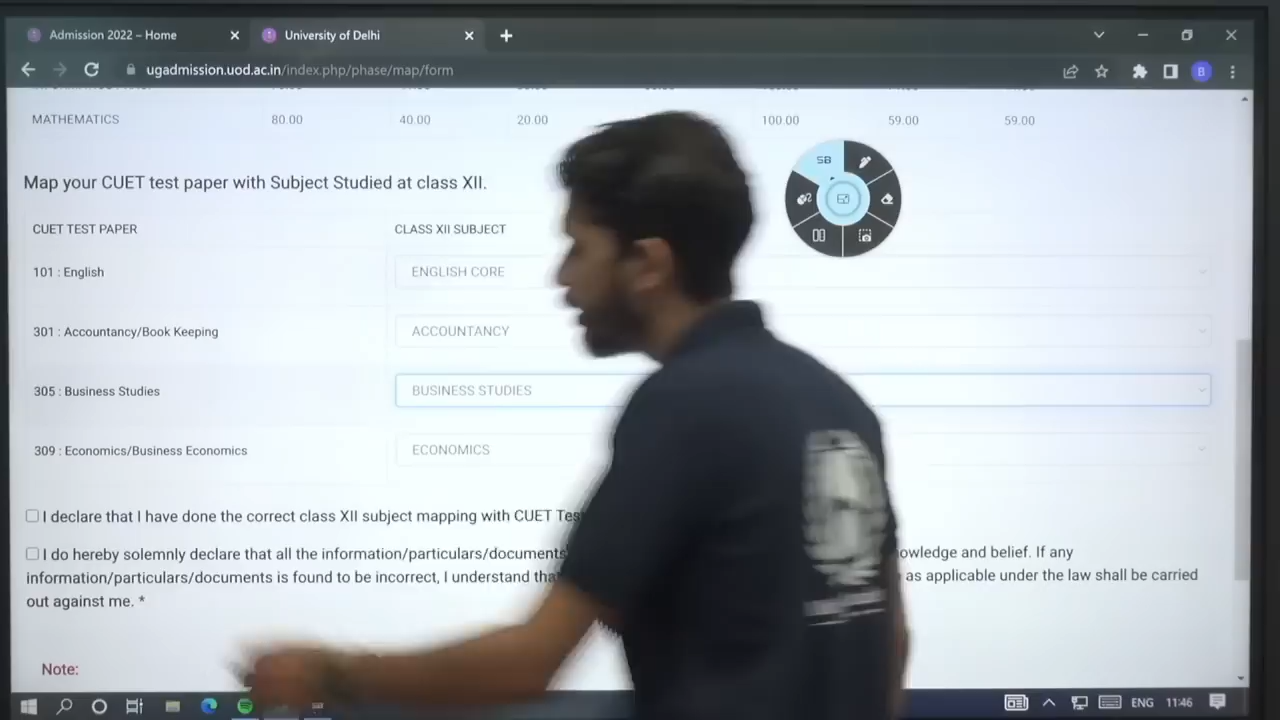 Admission 2022 – Home
University of Delhi
ugadmission.uod.ac.in/index.php/phase/map/form
B
MATHEMATICS 80.00 40.00 20.00 100.00 59.00 59.00
SB
Map your CUET test paper with Subject Studied at class XII.
CUET TEST PAPER CLASS XII SUBJECT
101 : English ENGLISH CORE
301 : Accountancy/Book Keeping ACCOUNTANCY
305 : Business Studies BUSINESS STUDIES
309 : Economics/Business Economics ECONOMICS
I declare that I have done the correct class XII subject mapping with CUET
I do hereby solemnly declare that all the information/particulars/documents and belief. If any
information/particulars/documents is found to be incorrect, I understand as applicable under the law shall be carried
out against me. *
Note:
ENG 11:46